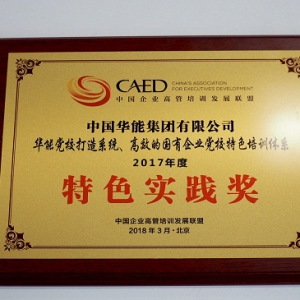 CAED
CHINA'S ASSOCIATION
FOR EXECUTIVES DEVELOPMENT
中国企业高管培训发展联盟
中国华能集团有限公司
华能党校打造系统、高效的国有企业党校特色培训体系
2017年度
特色实践奖
中国企业高管培训发展联盟
2018年3月·北京